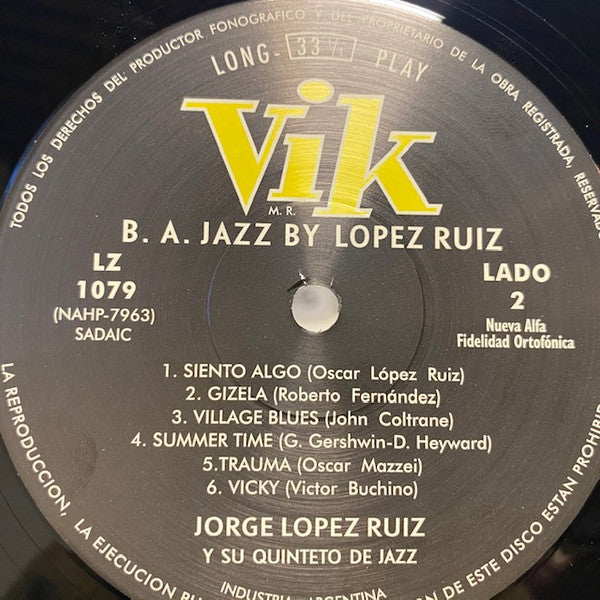 TODOS LOS DERECHOS DEL PRODUCTOR FONOGRAFICO Y DEL PROPIETARIO DE LA OBRA REGISTRADA, RESERVADO
LONG- 33 1/3 PLAY
Vik
M. R.
B. A. JAZZ BY LOPEZ RUIZ
LZ
1079
(NAHP-7963)
SADAIC
LADO
2
Nueva Alfa
Fidelidad Ortofónica
1. SIENTO ALGO (Oscar López Ruiz)
2. GIZELA (Roberto Fernández)
3. VILLAGE BLUES (John Coltrane)
4. SUMMER TIME (G. Gershwin-D. Heyward)
5.TRAUMA (Oscar Mazzei)
6. VICKY (Victor Buchino)
JORGE LOPEZ RUIZ
Y SU QUINTETO DE JAZZ
INDUSTRIA ARGENTINA
LA REPRODUCCION, LA EJECUCION
ON DE ESTE DISCO ESTAN PROHIBID